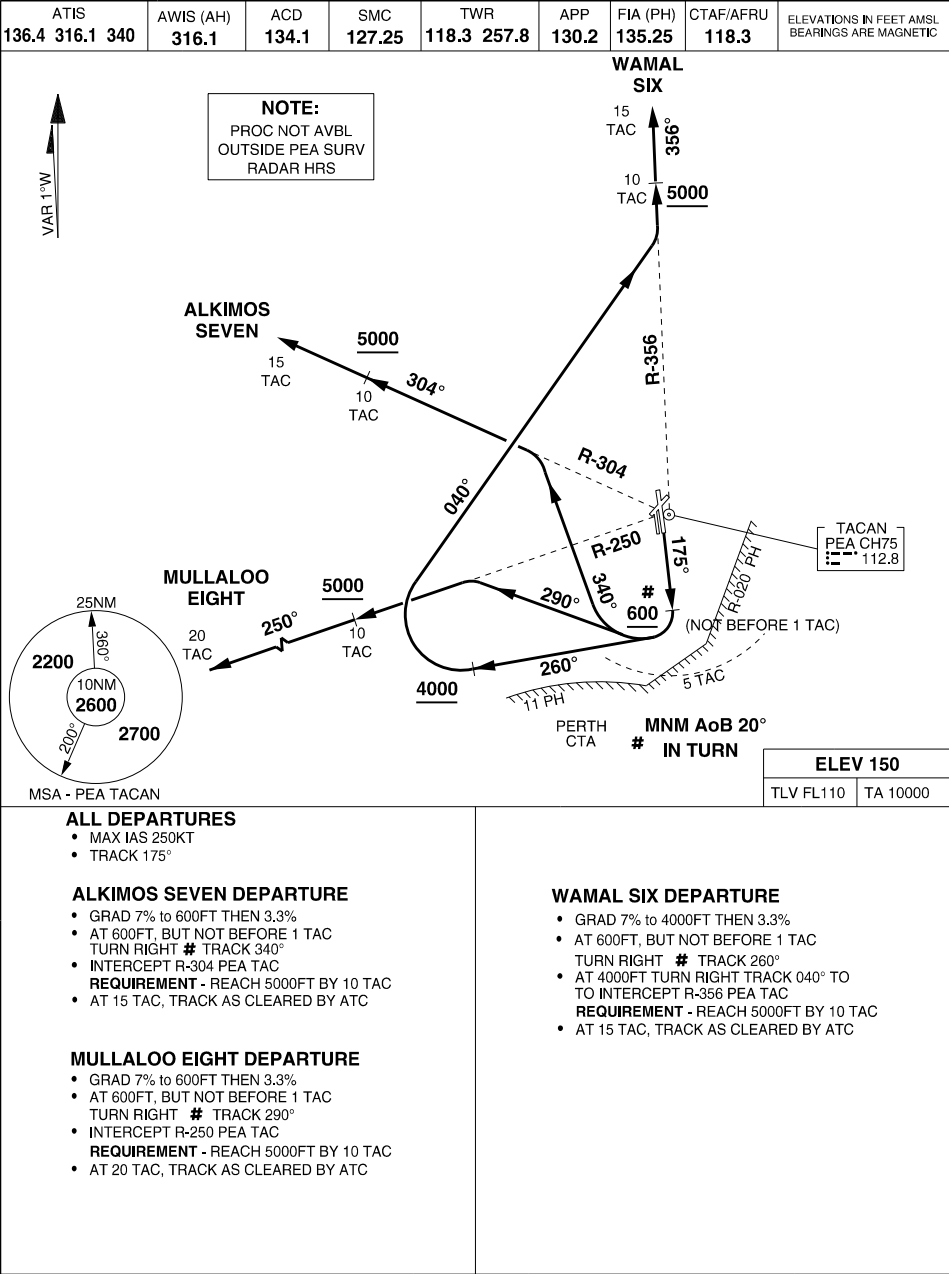 ATIS
136.4 316.1 340
AWIS (AH)
316.1
ACD
134.1
SMC
127.25
TWR
118.3 257.8
APP
130.2
FIA (PH)
135.25
CTAF/AFRU
118.3
ELEVATIONS IN FEET AMSL
BEARINGS ARE MAGNETIC
VAR 1°W
NOTE:
PROC NOT AVBL
OUTSIDE PEA SURV
RADAR HRS
WAMAL
SIX
15
TAC
356°
10
TAC
5000
ALKIMOS
SEVEN
15
TAC
5000
304°
10
TAC
R-356
R-304
040°
R-250
175°
TACAN
PEA CH75
112.8
R-020 PH
MULLALOO
EIGHT
5000
250°
20
TAC
10
TAC
290°
340°
#
600
(NOT BEFORE 1 TAC)
260°
4000
5 TAC
11 PH
PERTH
CTA
# MNM AoB 20°
IN TURN
25NM
360°
2200
10NM
2600
2700
200°
MSA - PEA TACAN
ELEV 150
TLV FL110
TA 10000
ALL DEPARTURES
• MAX IAS 250KT
• TRACK 175°
ALKIMOS SEVEN DEPARTURE
• GRAD 7% to 600FT THEN 3.3%
• AT 600FT, BUT NOT BEFORE 1 TAC
TURN RIGHT # TRACK 340°
• INTERCEPT R-304 PEA TAC
REQUIREMENT - REACH 5000FT BY 10 TAC
• AT 15 TAC, TRACK AS CLEARED BY ATC
MULLALOO EIGHT DEPARTURE
• GRAD 7% to 600FT THEN 3.3%
• AT 600FT, BUT NOT BEFORE 1 TAC
TURN RIGHT # TRACK 290°
• INTERCEPT R-250 PEA TAC
REQUIREMENT - REACH 5000FT BY 10 TAC
• AT 20 TAC, TRACK AS CLEARED BY ATC
WAMAL SIX DEPARTURE
• GRAD 7% to 4000FT THEN 3.3%
• AT 600FT, BUT NOT BEFORE 1 TAC
TURN RIGHT # TRACK 260°
• AT 4000FT TURN RIGHT TRACK 040° TO
TO INTERCEPT R-356 PEA TAC
REQUIREMENT - REACH 5000FT BY 10 TAC
• AT 15 TAC, TRACK AS CLEARED BY ATC